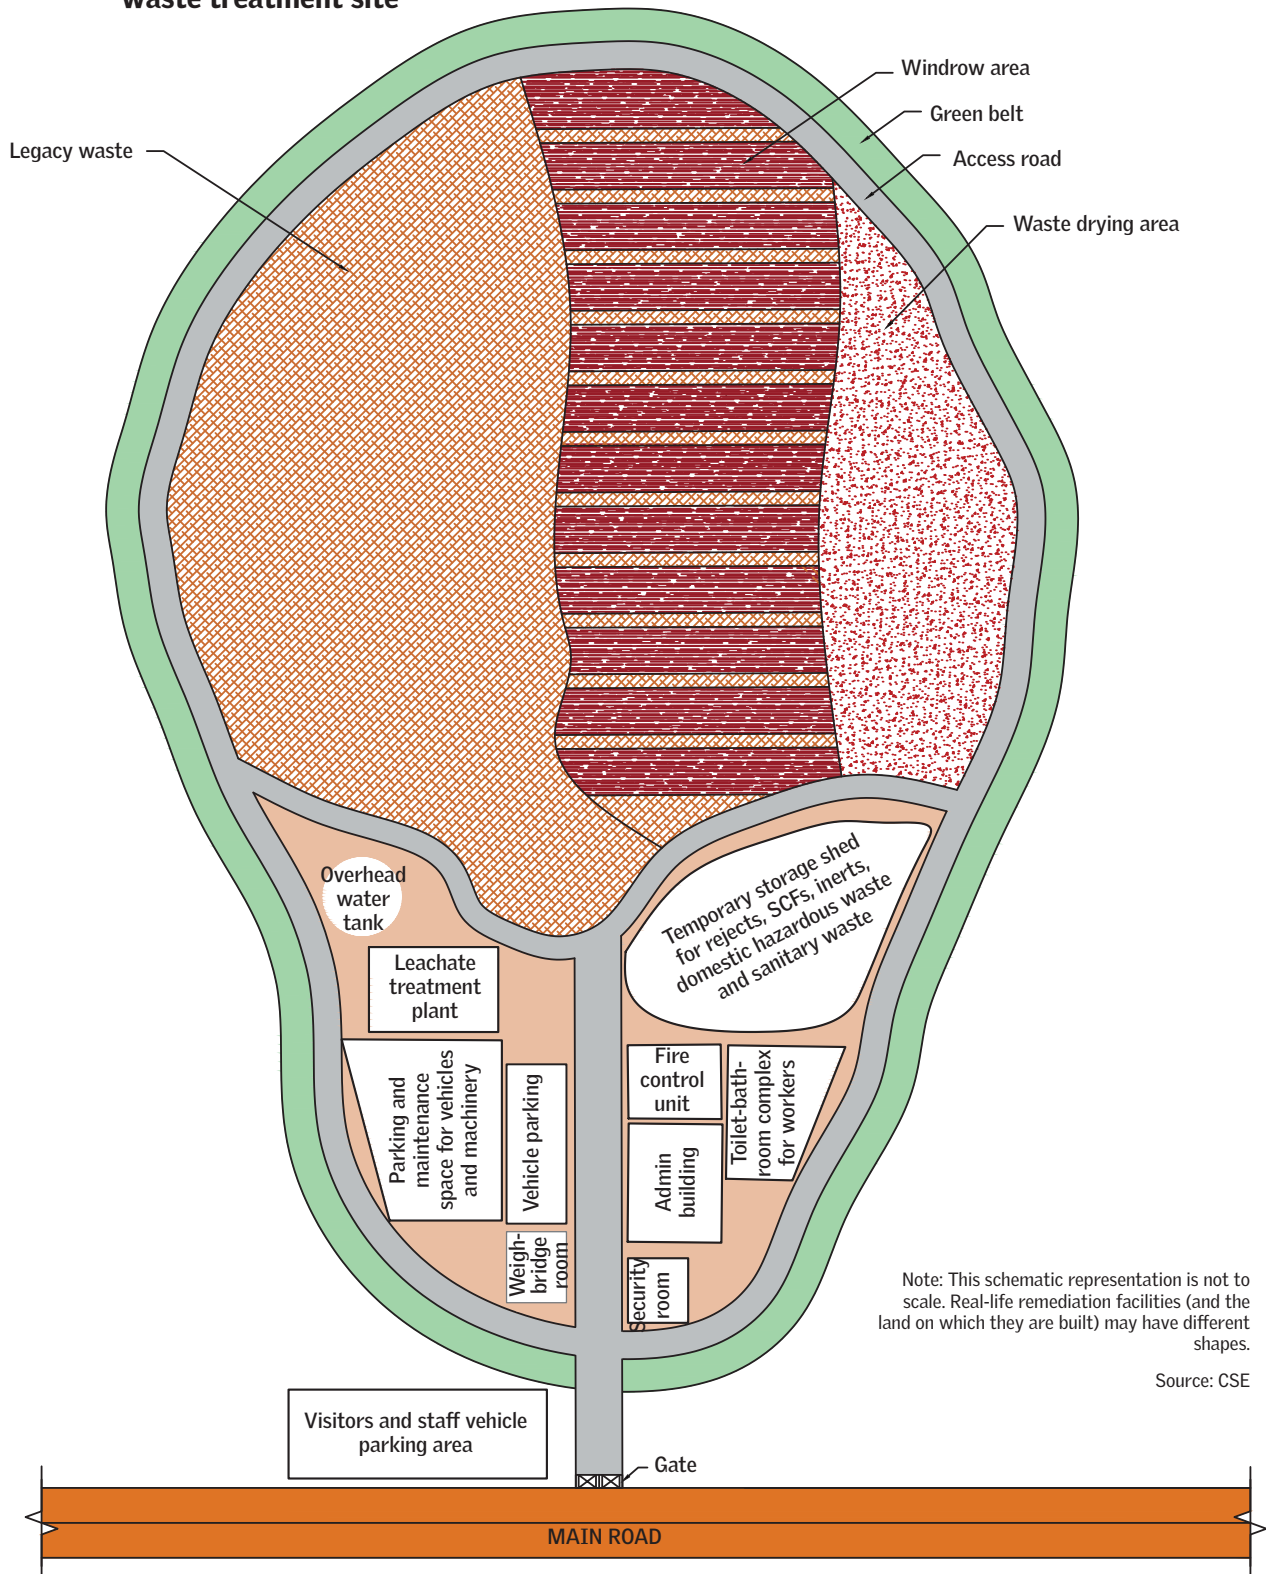 waste treatment site
Windrow area
Green belt
Legacy waste
Access road
Waste drying area
Overhead
water
tank
Temporary storage shed
for rejects, SCFs, inerts,
domestic hazardous waste
and sanitary waste
Leachate
treatment
plant
Parking and
maintenance
space for vehicles
and machinery
Vehicle parking
Fire
control
unit
Toilet-bath-
room complex
for workers
Admin
building
Weigh-
bridge
room
Security
room
Note: This schematic representation is not to
scale. Real-life remediation facilities (and the
land on which they are built) may have different
shapes.
Source: CSE
Visitors and staff vehicle
parking area
Gate
MAIN ROAD